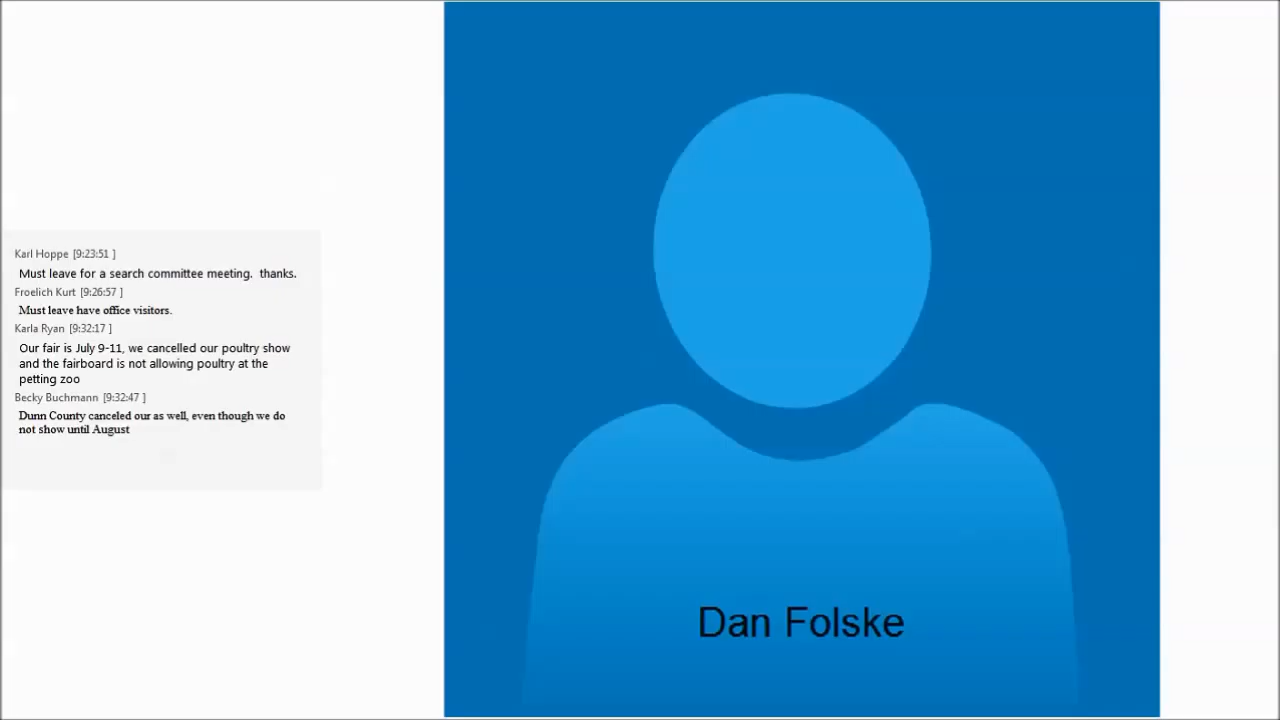 Karl Hoppe [9:23:51 ]
Must leave for a search committee meeting.  thanks.
Froelich Kurt [9:26:57 ]
Must leave have office visitors.
Karla Ryan [9:32:17 ]
Our fair is July 9-11, we cancelled our poultry show
and the fairboard is not allowing poultry at the
petting zoo
Becky Buchmann [9:32:47 ]
Dunn County canceled our as well, even though we do
not show until August
Dan Folske